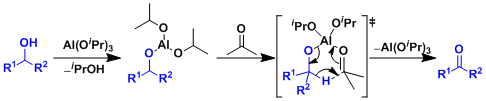 OH
R¹ R²
Al(OⁱPr)₃
–ⁱPrOH
O O
Al
O
R¹ R²
O
ⁱPrO OⁱPr
Al
O O
R¹ H
R²
‡
–Al(OⁱPr)₃
O
R¹ R²